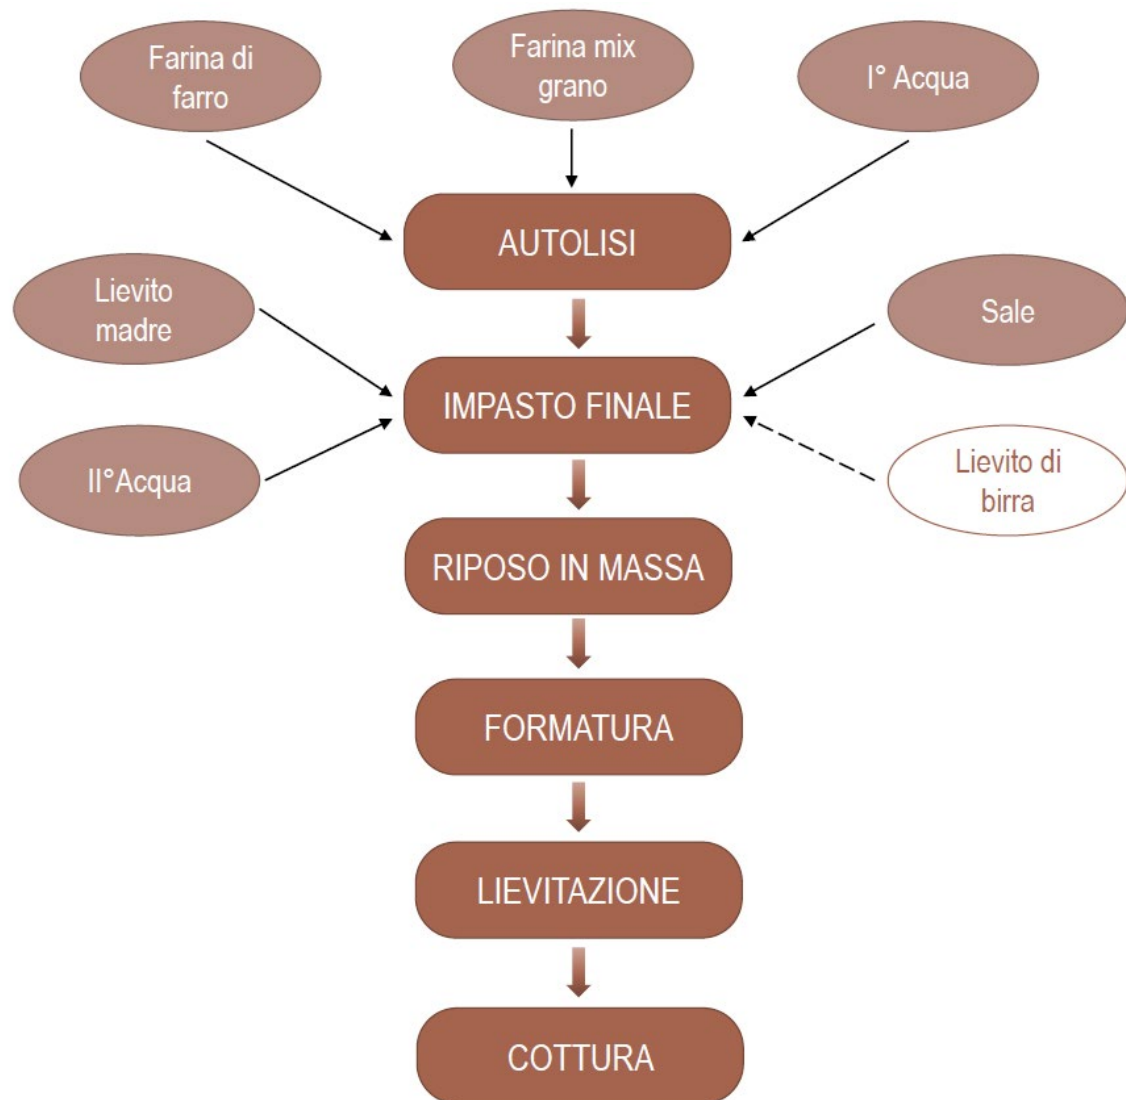 Farina di
farro
Farina mix
grano
I° Acqua
AUTOLISI
Lievito
madre
Sale
IMPASTO FINALE
II°Acqua
Lievito di
birra
RIPOSO IN MASSA
FORMATURA
LIEVITAZIONE
COTTURA